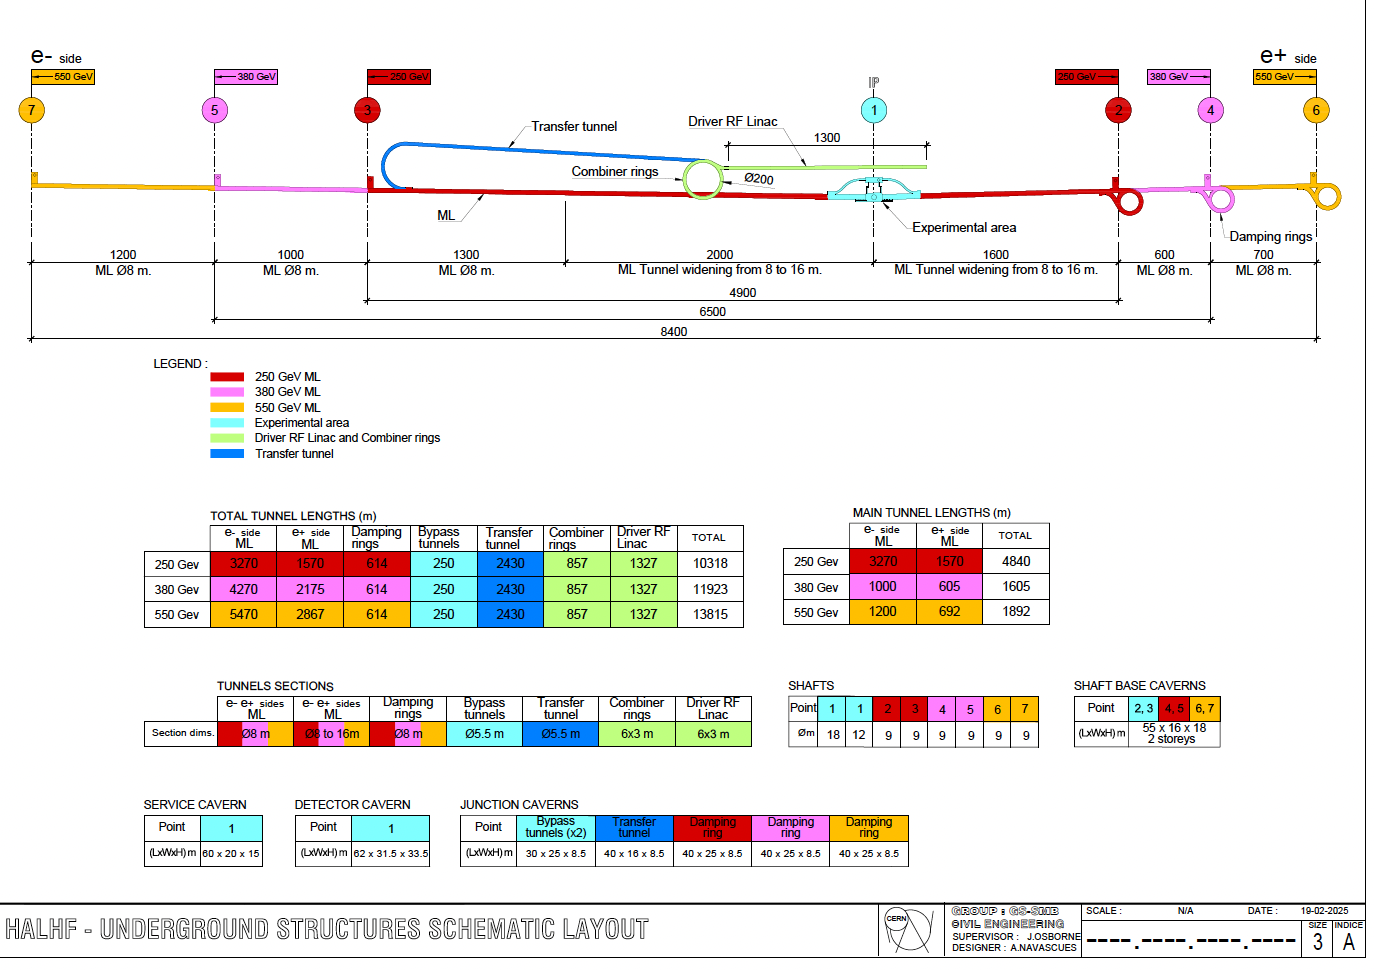 e- side
e+ side
550 GeV
380 GeV
250 GeV
IP
250 GeV
380 GeV
550 GeV
7
5
3
1
2
4
6
Transfer tunnel
Driver RF Linac
1300
Combiner rings
Ø200
ML
Experimental area
Damping rings
1200
1000
1300
2000
1600
600
700
ML Ø8 m.
ML Ø8 m.
ML Ø8 m.
ML Tunnel widening from 8 to 16 m.
ML Tunnel widening from 8 to 16 m.
ML Ø8 m.
ML Ø8 m.
4900
6500
8400
LEGEND :
250 GeV ML
380 GeV ML
550 GeV ML
Experimental area
Driver RF Linac and Combiner rings
Transfer tunnel
TOTAL TUNNEL LENGTHS (m)
e- side ML e+ side ML Damping rings Bypass tunnels Transfer tunnel Combiner rings Driver RF Linac TOTAL
250 Gev 3270 1570 614 250 2430 857 1327 10318
380 Gev 4270 2175 614 250 2430 857 1327 11923
550 Gev 5470 2867 614 250 2430 857 1327 13815
MAIN TUNNEL LENGTHS (m)
e- side ML e+ side ML TOTAL
250 Gev 3270 1570 4840
380 Gev 1000 605 1605
550 Gev 1200 692 1892
TUNNELS SECTIONS
e- e+ sides ML e- e+ sides ML Damping rings Bypass tunnels Transfer tunnel Combiner rings Driver RF Linac
Section dims. Ø8 m Ø8 to 16m Ø8 m Ø5.5 m Ø5.5 m 6x3 m 6x3 m
SHAFTS
Point 1 1 2 3 4 5 6 7
Øm 18 12 9 9 9 9 9 9
SHAFT BASE CAVERNS
Point 2, 3 4, 5 6, 7
(LxWxH) m 55 x 16 x 18
2 storeys
SERVICE CAVERN
Point 1
(LxWxH) m 60 x 20 x 15
DETECTOR CAVERN
Point 1
(LxWxH) m 62 x 31.5 x 33.5
JUNCTION CAVERNS
Point Bypass tunnels (x2) Transfer tunnel Damping ring Damping ring Damping ring
(LxWxH) m 30 x 25 x 8.5 40 x 16 x 8.5 40 x 25 x 8.5 40 x 25 x 8.5 40 x 25 x 8.5
HALHF - UNDERGROUND STRUCTURES SCHEMATIC LAYOUT
CERN
GROUP : GS-SMB
CIVIL ENGINEERING
SUPERVISOR : J.OSBORNE
DESIGNER : A.NAVASCUES
SCALE : N/A DATE : 19-02-2025
----.----.----.----
SIZE INDICE
3 A